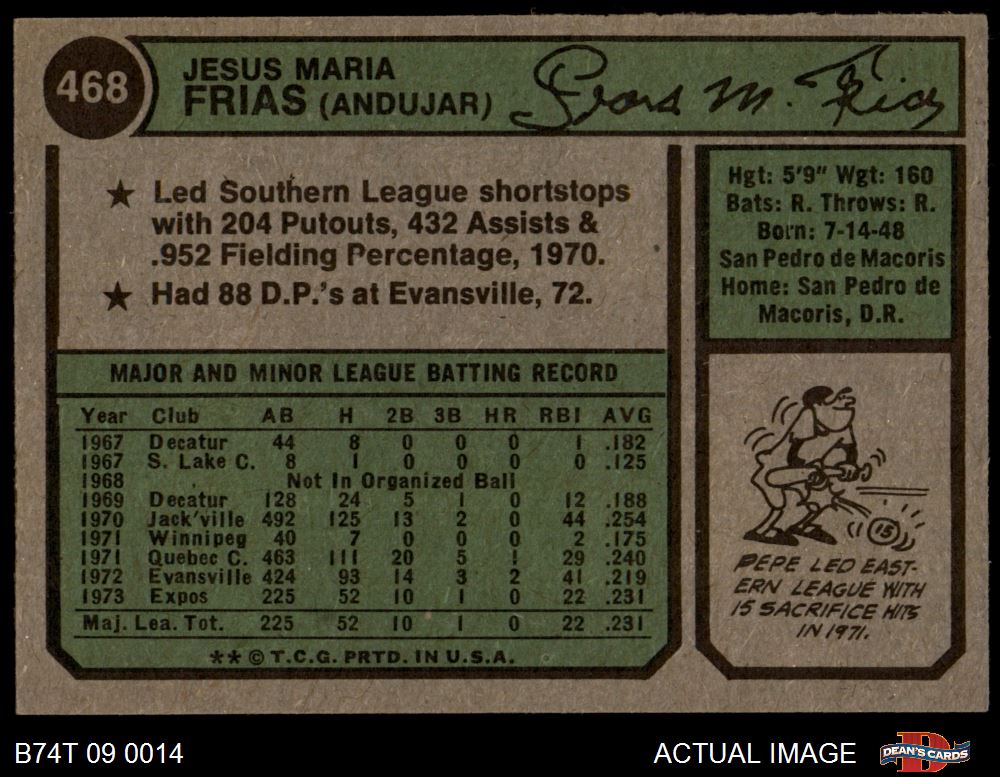 468
JESUS MARIA
FRIAS (ANDUJAR)
★ Led Southern League shortstops
with 204 Putouts, 432 Assists &
.952 Fielding Percentage, 1970.
★ Had 88 D.P.'s at Evansville, 72.
Hgt: 5'9" Wgt: 160
Bats: R. Throws: R.
Born: 7-14-48
San Pedro de Macoris
Home: San Pedro de
Macoris, D.R.
MAJOR AND MINOR LEAGUE BATTING RECORD
Year Club AB H 2B 3B HR RBI AVG
1967 Decatur 44 8 0 0 0 1 .182
1967 S. Lake C. 8 1 0 0 0 0 .125
1968 Not In Organized Ball
1969 Decatur 128 24 5 1 0 12 .188
1970 Jack'ville 492 125 13 2 0 44 .254
1971 Winnipeg 40 7 0 0 0 2 .175
1971 Quebec C. 463 111 20 5 1 29 .240
1972 Evansville 424 93 14 3 2 41 .219
1973 Expos 225 52 10 1 0 22 .231
Maj. Lea. Tot. 225 52 10 1 0 22 .231
** © T.C.G. PRTD. IN U.S.A.
15
PEPE LED EAST-
ERN LEAGUE WITH
15 SACRIFICE HITS
IN 1971.
B74T 09 0014
ACTUAL IMAGE
D
DEAN'S CARDS